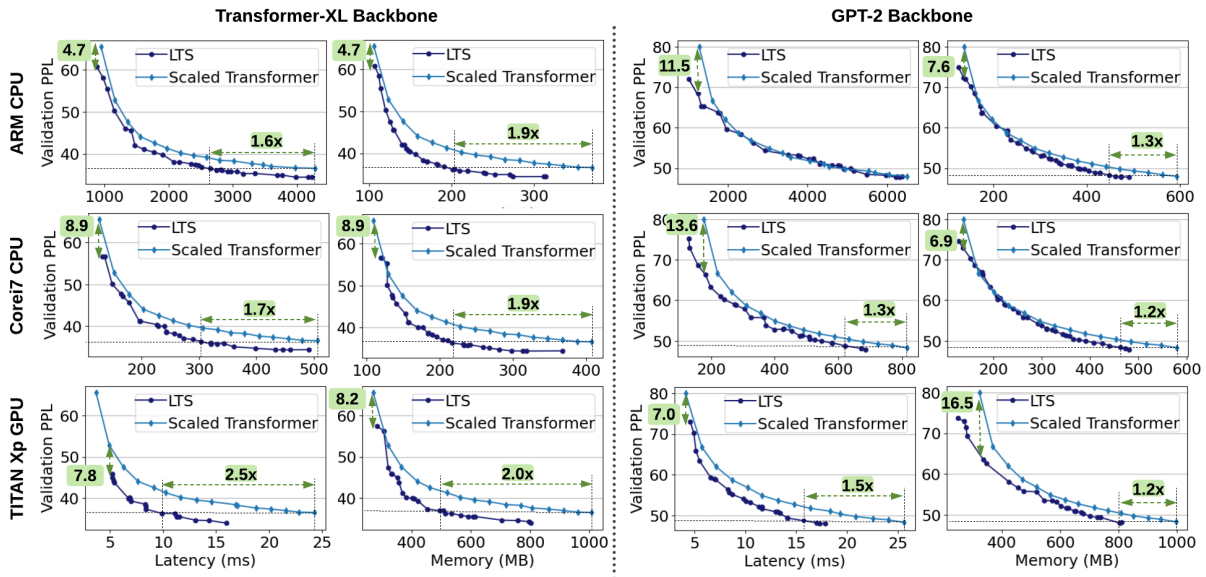 Transformer-XL Backbone
GPT-2 Backbone
ARM CPU
Validation PPL
60
50
40
4.7
LTS
Scaled Transformer
1.6x
1000 2000 3000 4000
60
50
40
4.7
LTS
Scaled Transformer
1.9x
100 200 300
Validation PPL
80
70
60
50
11.5
LTS
Scaled Transformer
2000 4000 6000
80
70
60
50
7.6
LTS
Scaled Transformer
1.3x
200 400 600
Corei7 CPU
Validation PPL
60
50
40
8.9
LTS
Scaled Transformer
1.7x
200 300 400 500
60
50
40
8.9
LTS
Scaled Transformer
1.9x
100 200 300 400
Validation PPL
80
70
60
50
13.6
LTS
Scaled Transformer
1.3x
200 400 600 800
80
70
60
50
6.9
LTS
Scaled Transformer
1.2x
200 300 400 500 600
TITAN Xp GPU
Validation PPL
60
50
40
7.8
LTS
Scaled Transformer
2.5x
5 10 15 20 25
Latency (ms)
60
50
40
8.2
LTS
Scaled Transformer
2.0x
400 600 800 1000
Memory (MB)
Validation PPL
80
70
60
50
7.0
LTS
Scaled Transformer
1.5x
5 10 15 20 25
Latency (ms)
80
70
60
50
16.5
LTS
Scaled Transformer
1.2x
400 600 800 1000
Memory (MB)